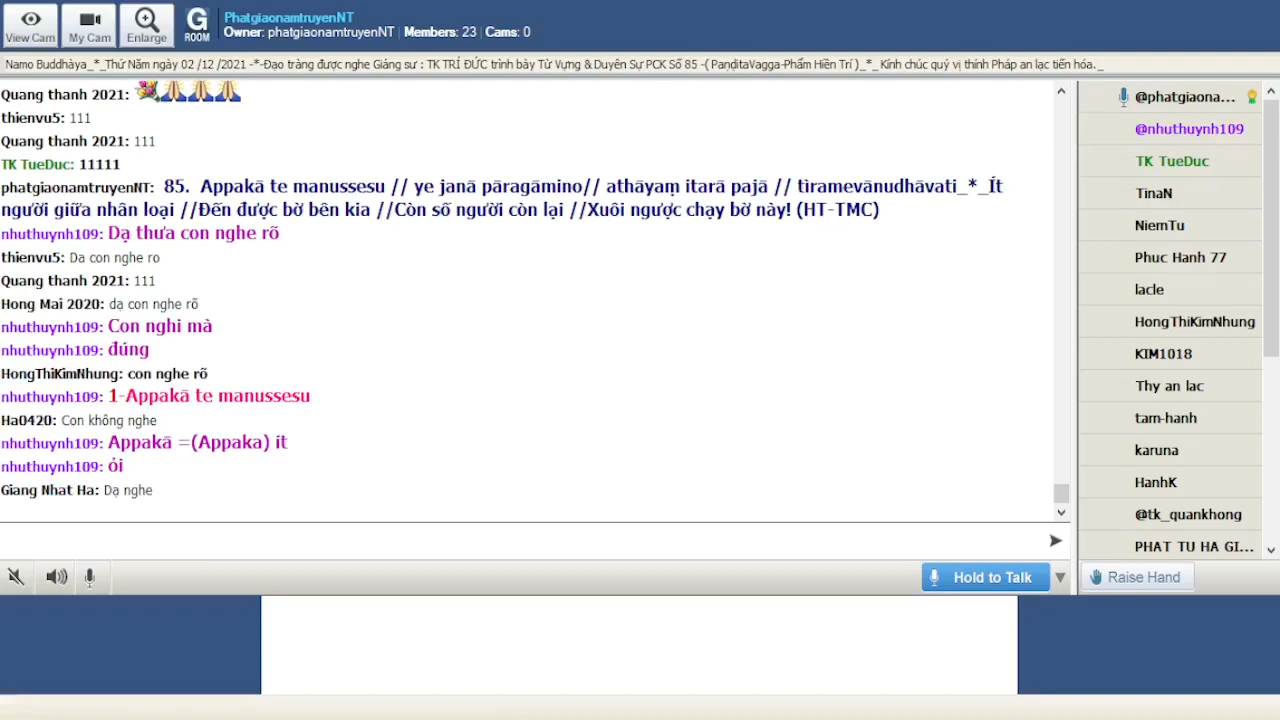 View Cam
My Cam
Enlarge
G ROOM
PhatgiaonamtruyenNT
Owner: phatgiaonamtruyenNT | Members: 23 | Cams: 0
Namo Buddhàya_*_Thứ Năm ngày 02 /12 /2021 -*-Đạo tràng được nghe Giảng sư : TK TRÍ ĐỨC trình bày Từ Vựng & Duyên Sự PCK Số 85 -( PaṇḍitaVagga-Phẩm Hiền Trí )_*_ Kính chúc quý vị thính Pháp an lạc tiến hóa._
Quang thanh 2021:
thienvu5: 111
Quang thanh 2021: 111
TK TueDuc: 11111
phatgiaonamtruyenNT: 85. Appakā te manussesu // ye janā pāragāmino// athāyaṃ itarā pajā // tìramevānudhāvati_*_Ít
người giữa nhân loại //Đến được bờ bên kia //Còn số người còn lại //Xuôi ngược chạy bờ này! (HT-TMC)
nhuthuynh109: Dạ thưa con nghe rõ
thienvu5: Da con nghe ro
Quang thanh 2021: 111
Hong Mai 2020: dạ con nghe rõ
nhuthuynh109: Con nghi mà
nhuthuynh109: đúng
HongThiKimNhung: con nghe rõ
nhuthuynh109: 1-Appakā te manussesu
Ha0420: Con không nghe
nhuthuynh109: Appakā =(Appaka) ít
nhuthuynh109: ỏi
Giang Nhat Ha: Dạ nghe
@phatgiaona...
@nhuthuynh109
TK TueDuc
TinaN
NiemTu
Phuc Hanh 77
lacle
HongThiKimNhung
KIM1018
Thy an lac
tam-hanh
karuna
HanhK
@tk_quankhong
PHAT TU HA GI...
Hold to Talk
Raise Hand